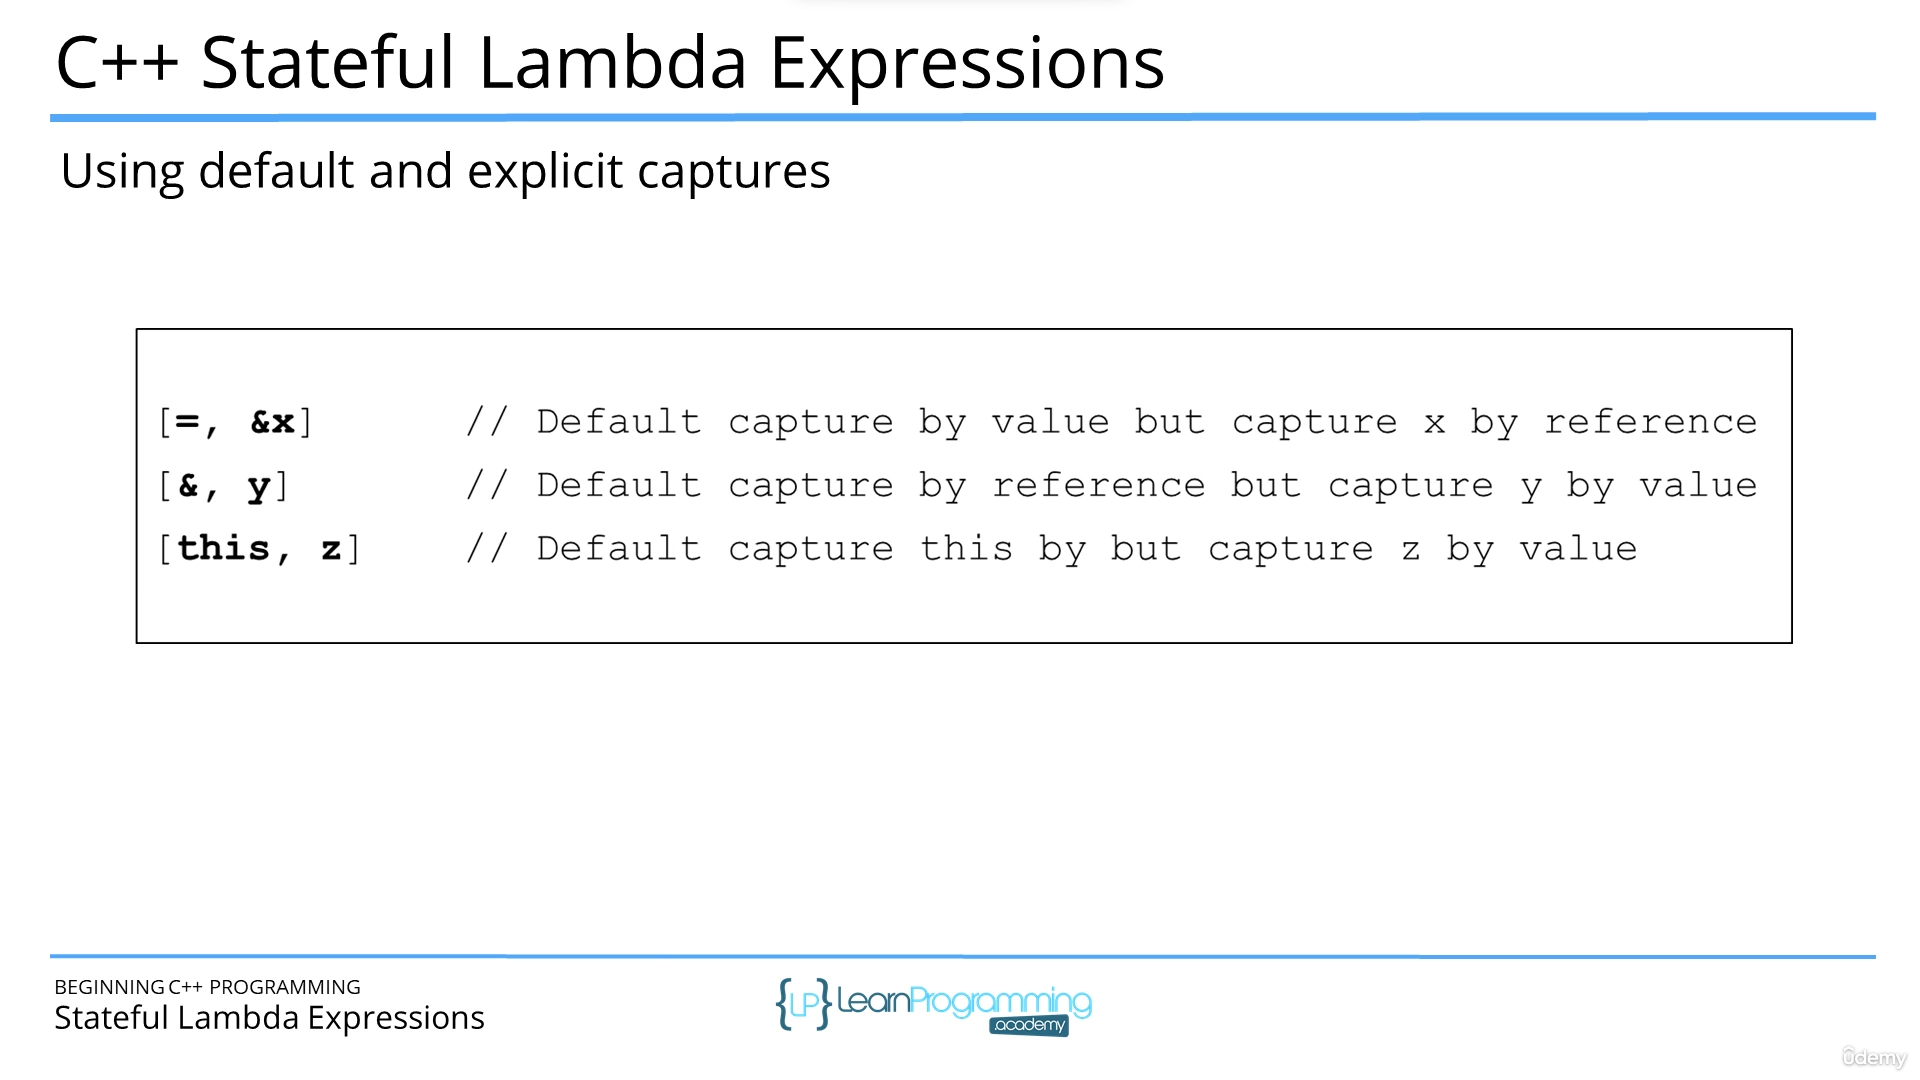 C++ Stateful Lambda Expressions
Using default and explicit captures
[=, &x] // Default capture by value but capture x by reference
[&, y] // Default capture by reference but capture y by value
[this, z] // Default capture this by but capture z by value
BEGINNING C++ PROGRAMMING
Stateful Lambda Expressions
{LP} LearnProgramming
.academy
ûdemy